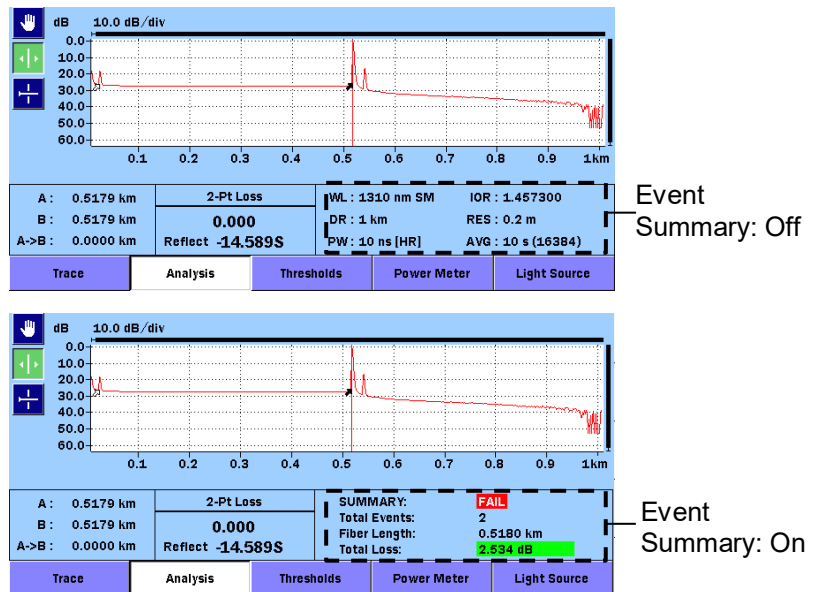 dB 10.0 dB/div
0.0
10.0
20.0
30.0
40.0
50.0
60.0
0.1 0.2 0.3 0.4 0.5 0.6 0.7 0.8 0.9 1km
A: 0.5179 km
B: 0.5179 km
A->B: 0.0000 km
2-Pt Loss
0.000
Reflect -14.589S
WL: 1310 nm SM IOR: 1.457300
DR: 1 km RES: 0.2 m
PW: 10 ns [HR] AVG: 10 s (16384)
Event
Summary: Off
Trace Analysis Thresholds Power Meter Light Source
dB 10.0 dB/div
0.0
10.0
20.0
30.0
40.0
50.0
60.0
0.1 0.2 0.3 0.4 0.5 0.6 0.7 0.8 0.9 1km
A: 0.5179 km
B: 0.5179 km
A->B: 0.0000 km
2-Pt Loss
0.000
Reflect -14.589S
SUMMARY: FAIL
Total Events: 2
Fiber Length: 0.5180 km
Total Loss: 2.534 dB
Event
Summary: On
Trace Analysis Thresholds Power Meter Light Source